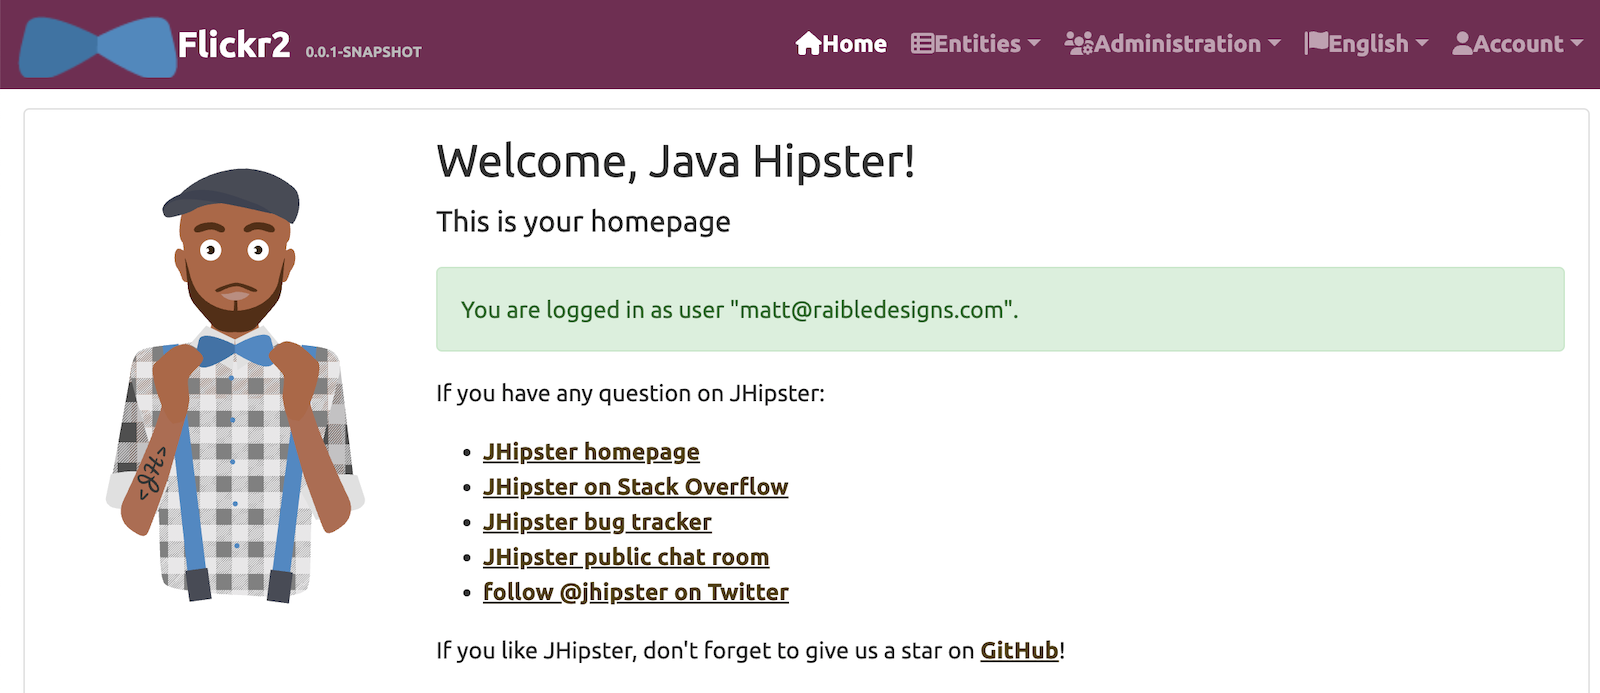 Flickr2 0.0.1-SNAPSHOT Home Entities Administration English Account
Welcome, Java Hipster!
This is your homepage
You are logged in as user "matt@raibledesigns.com".
If you have any question on JHipster:
JHipster homepage
JHipster on Stack Overflow
JHipster bug tracker
JHipster public chat room
follow @jhipster on Twitter
If you like JHipster, don't forget to give us a star on GitHub!
<JH>